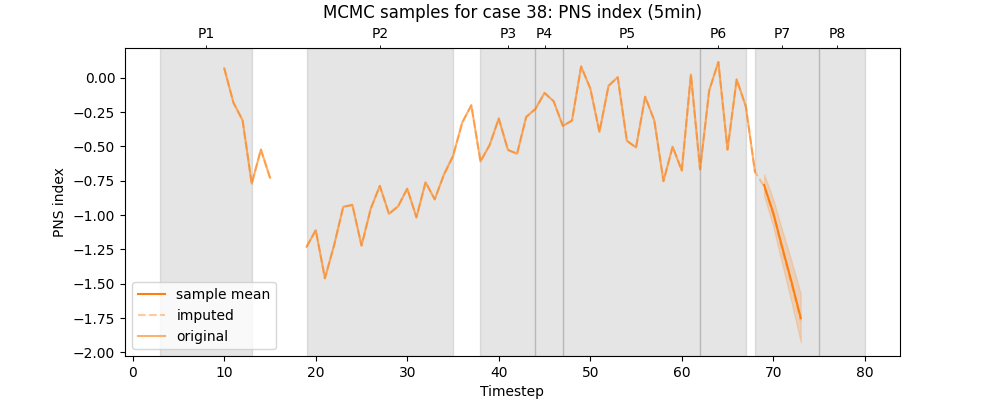 MCMC samples for case 38: PNS index (5min)
P1 P2 P3 P4 P5 P6 P7 P8
0.00
−0.25
−0.50
−0.75
−1.00
−1.25
−1.50
−1.75
−2.00
PNS index
sample mean
imputed
original
0 10 20 30 40 50 60 70 80
Timestep